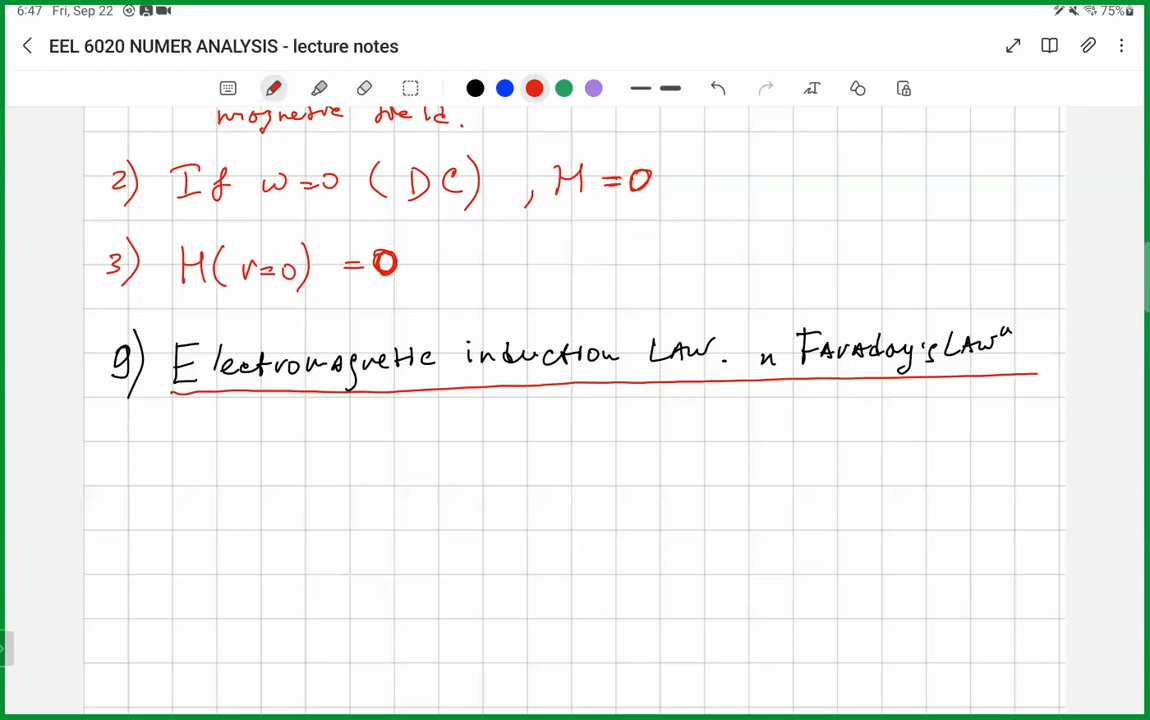 6:47 Fri, Sep 22
75%
EEL 6020 NUMER ANALYSIS - lecture notes
magnetic field.
2) If w=0 (DC) , H=0
3) H(r=0) = 0
9) Electromagnetic induction LAW. "FARADay's LAW"